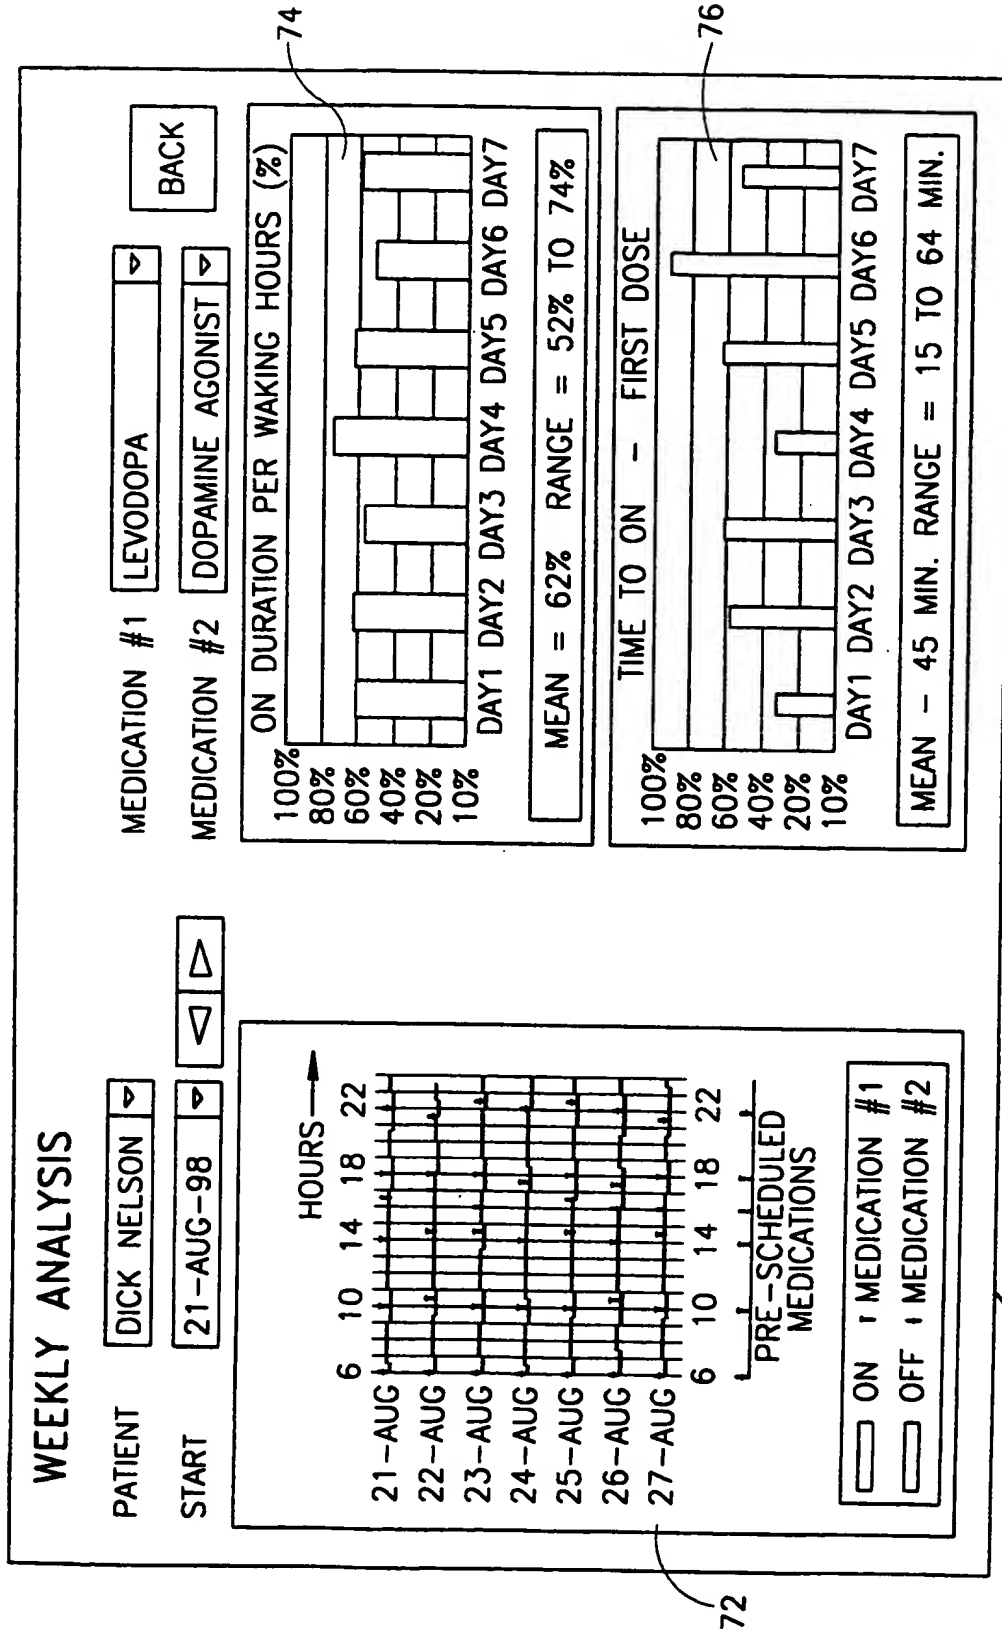 WEEKLY ANALYSIS
PATIENT DICK NELSON
START 21-AUG-98
MEDICATION #1 LEVODOPA
MEDICATION #2 DOPAMINE AGONIST
BACK
HOURS
6 10 14 18 22
21-AUG
22-AUG
23-AUG
24-AUG
25-AUG
26-AUG
27-AUG
6 10 14 18 22
PRE-SCHEDULED
MEDICATIONS
ON MEDICATION #1
OFF MEDICATION #2
72
ON DURATION PER WAKING HOURS (%)
100%
80%
60%
40%
20%
10%
DAY1 DAY2 DAY3 DAY4 DAY5 DAY6 DAY7
MEAN = 62% RANGE = 52% TO 74%
74
TIME TO ON - FIRST DOSE
100%
80%
60%
40%
20%
10%
DAY1 DAY2 DAY3 DAY4 DAY5 DAY6 DAY7
MEAN - 45 MIN. RANGE = 15 TO 64 MIN.
76